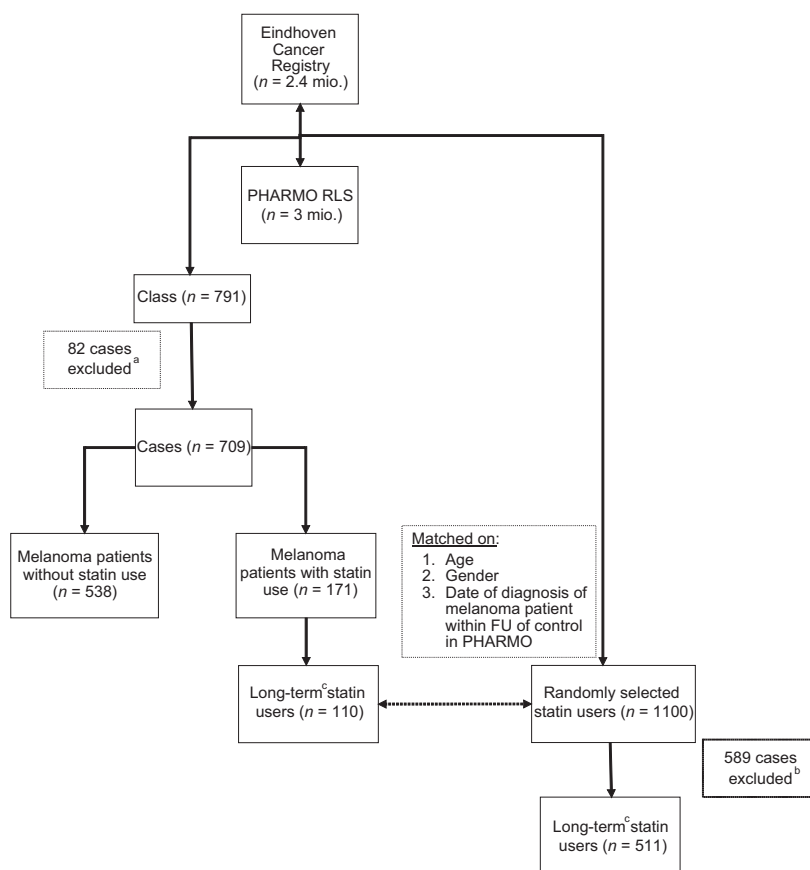 Eindhoven
Cancer
Registry
(n = 2.4 mio.)
PHARMO RLS
(n = 3 mio.)
Class (n = 791)
82 cases
excluded a
Cases (n = 709)
Melanoma patients
without statin use
(n = 538)
Melanoma
patients with statin
use (n = 171)
Matched on:
1. Age
2. Gender
3. Date of diagnosis of
melanoma patient
within FU of control
in PHARMO
Long-term c statin
users (n = 110)
Randomly selected
statin users (n = 1100)
589 cases
excluded b
Long-term c statin
users (n = 511)